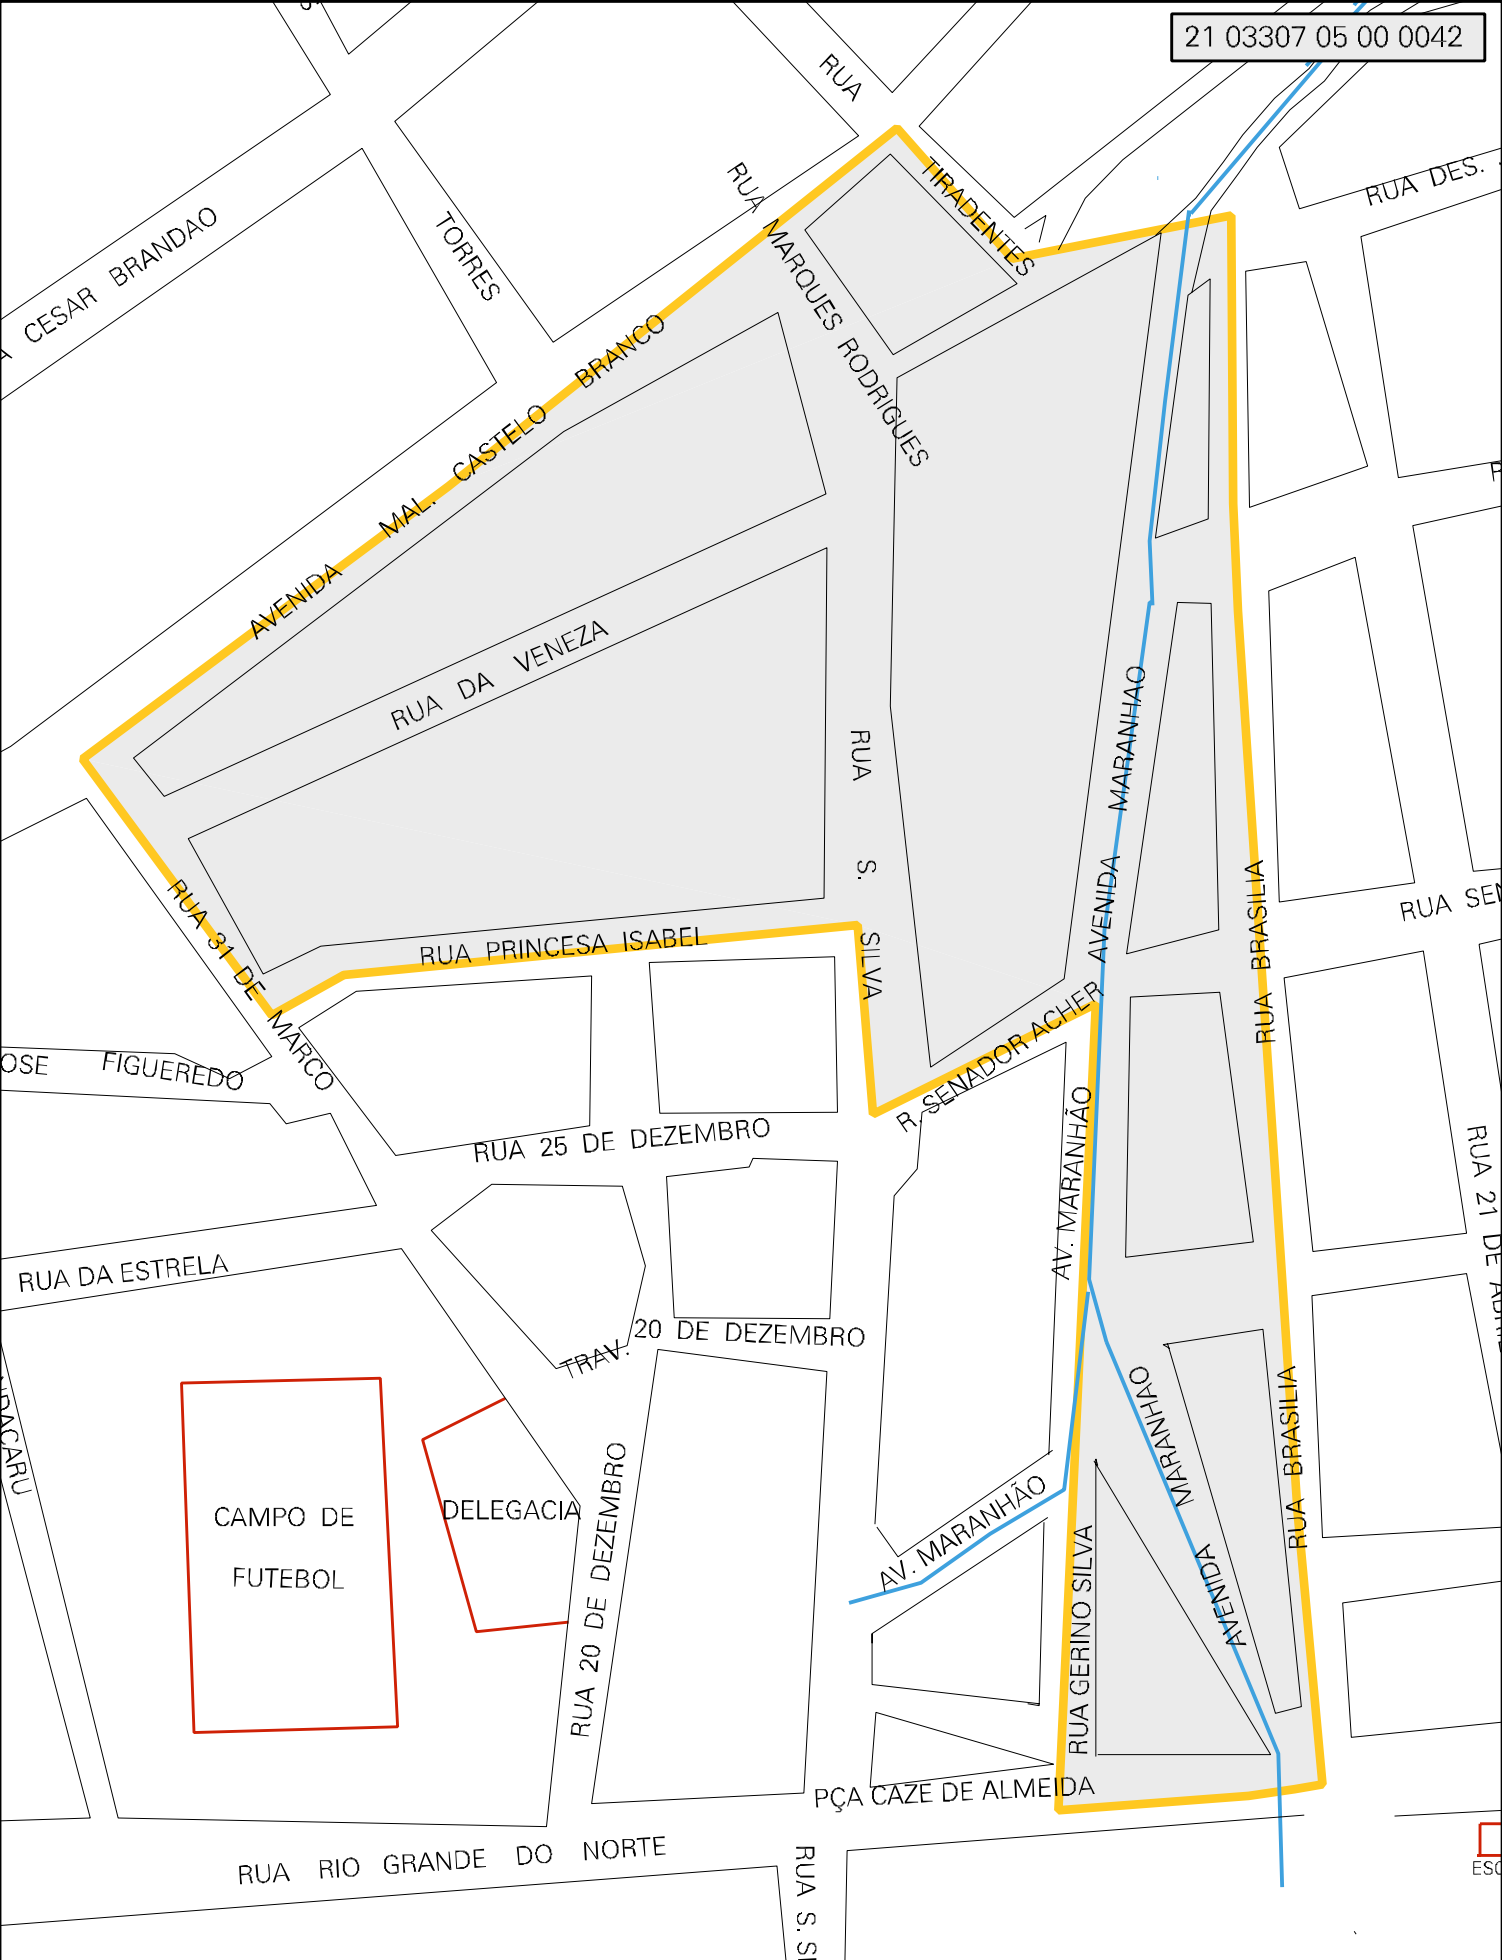 21 03307 05 00 0042
RUA
TIRADENTES
RUA DES.
RUA MARQUES RODRIGUES
CESAR BRANDAO
TORRES
AVENIDA MAL. CASTELO BRANCO
RUA DA VENEZA
RUA S. SILVA
AVENIDA MARANHAO
RUA BRASILIA
RUA SEN
RUA 31 DE MARCO
RUA PRINCESA ISABEL
R. SENADOR ACHER
OSE FIGUEREDO
RUA 25 DE DEZEMBRO
AV. MARANHÃO
RUA 21 DE ABRIL
RUA DA ESTRELA
TRAV. 20 DE DEZEMBRO
AVENIDA MARANHAO
RUA BRASILIA
CAMPO DE
FUTEBOL
DELEGACIA
RUA 20 DE DEZEMBRO
AV. MARANHÃO
RUA GERINO SILVA
PÇA CAZE DE ALMEIDA
RUA RIO GRANDE DO NORTE
RUA S. SI
ESC